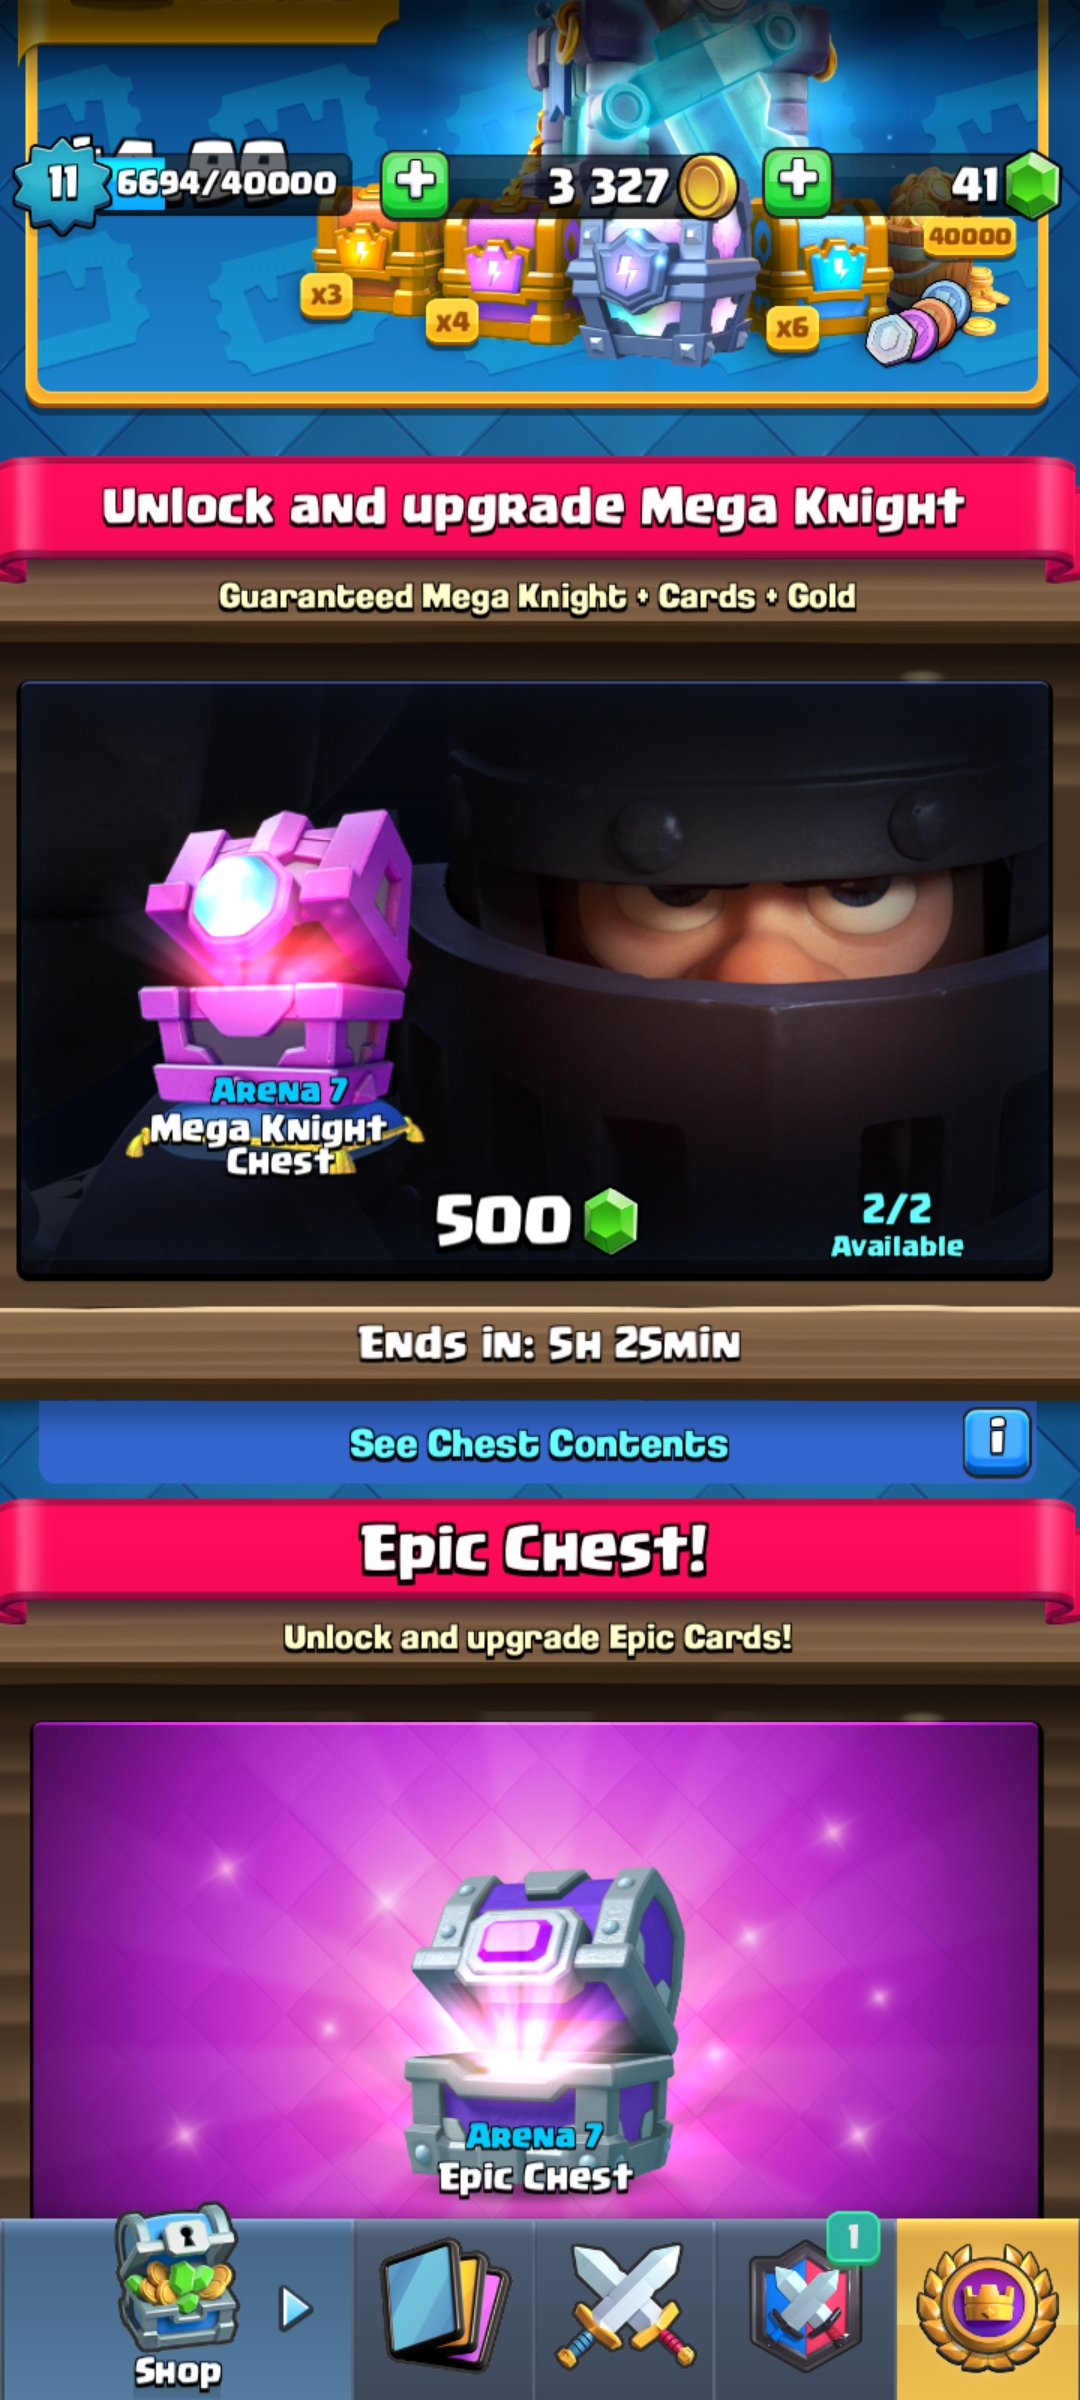 11
6694/40000
3 327
41
40000
x3
x4
x6
Unlock and upgrade Mega Knight
Guaranteed Mega Knight + Cards + Gold
Arena 7
Mega Knight
Chest
500
2/2
Available
Ends in: 5h 25min
See Chest Contents
i
Epic Chest!
Unlock and upgrade Epic Cards!
Arena 7
Epic Chest
1
Shop